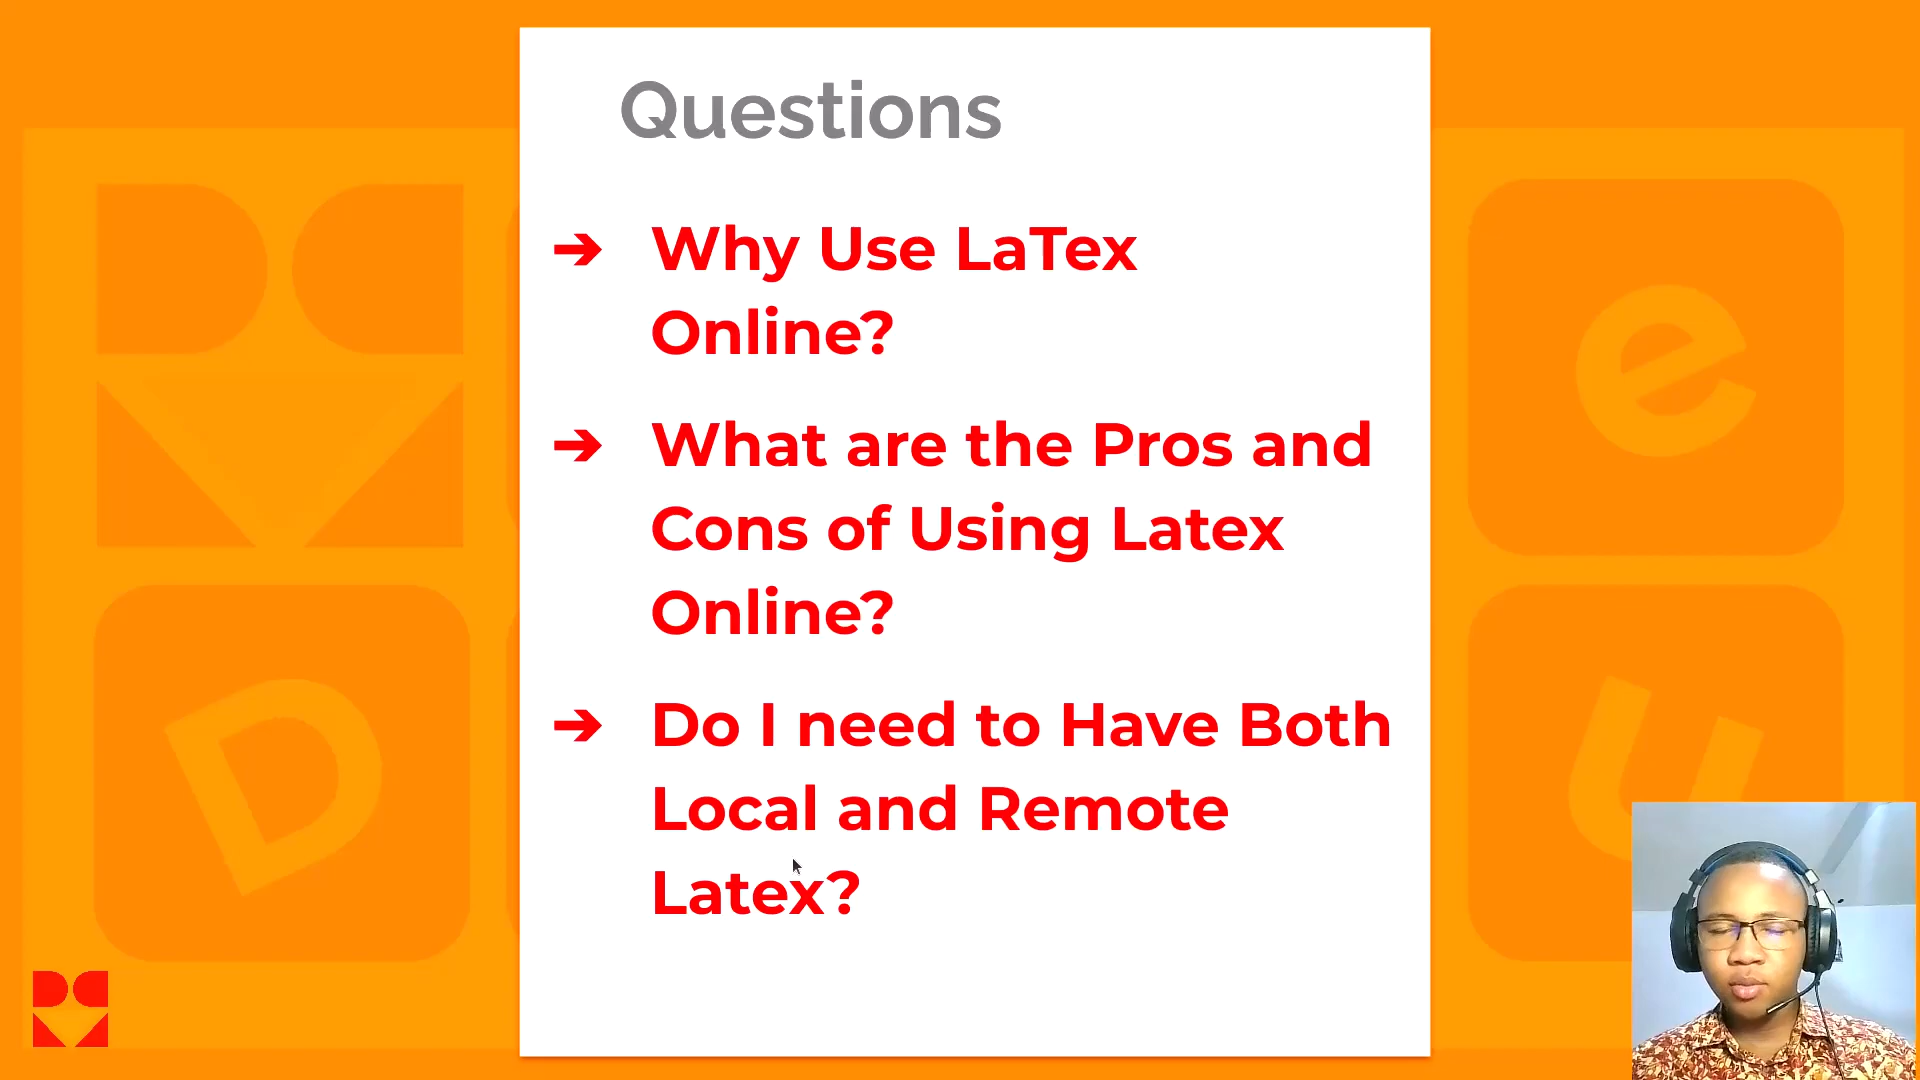 Questions
➔ Why Use LaTex
Online?
➔ What are the Pros and
Cons of Using Latex
Online?
➔ Do I need to Have Both
Local and Remote
Latex?
e
D
u